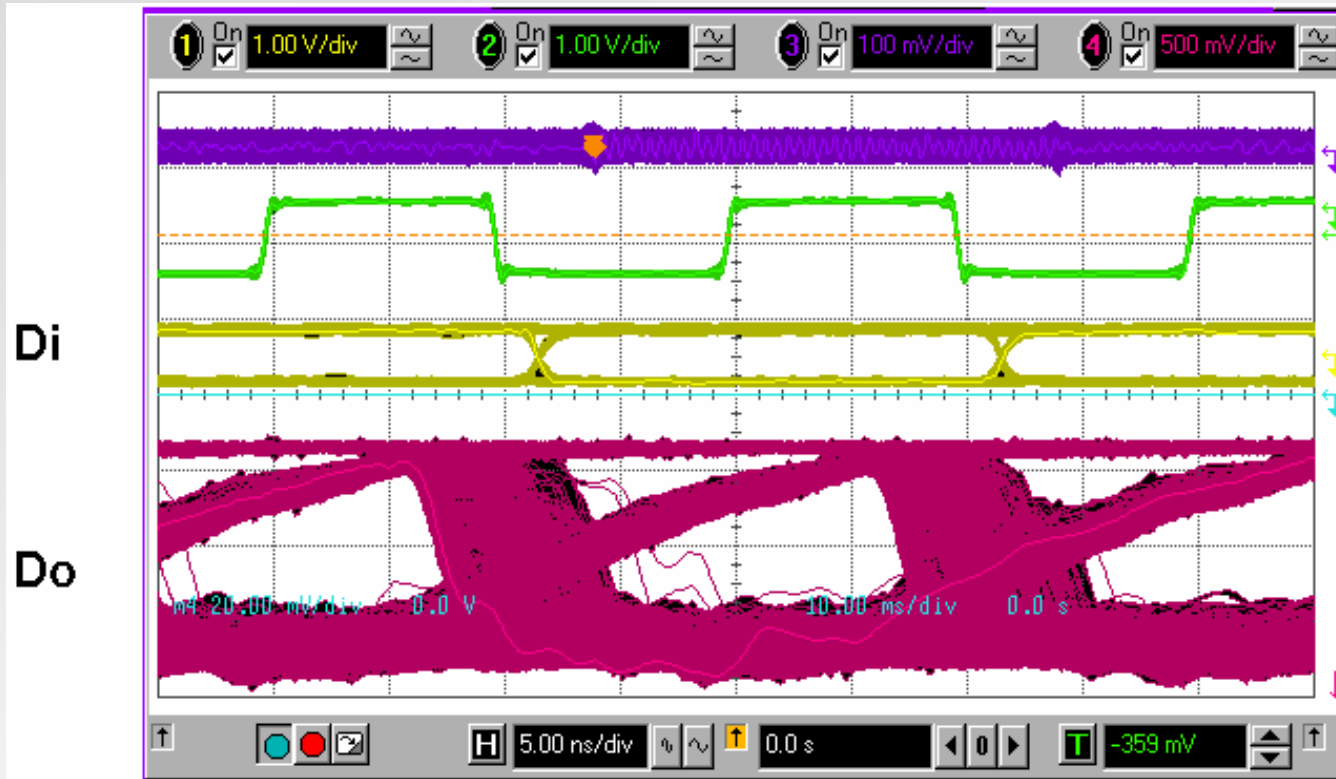 1 On 1.00 V/div 2 On 1.00 V/div 3 On 100 mV/div 4 On 500 mV/div
Di
Do
m4 20.00 mV/div 0.0 V 10.00 ms/div 0.0 s
H 5.00 ns/div 0.0 s 0 T -359 mV